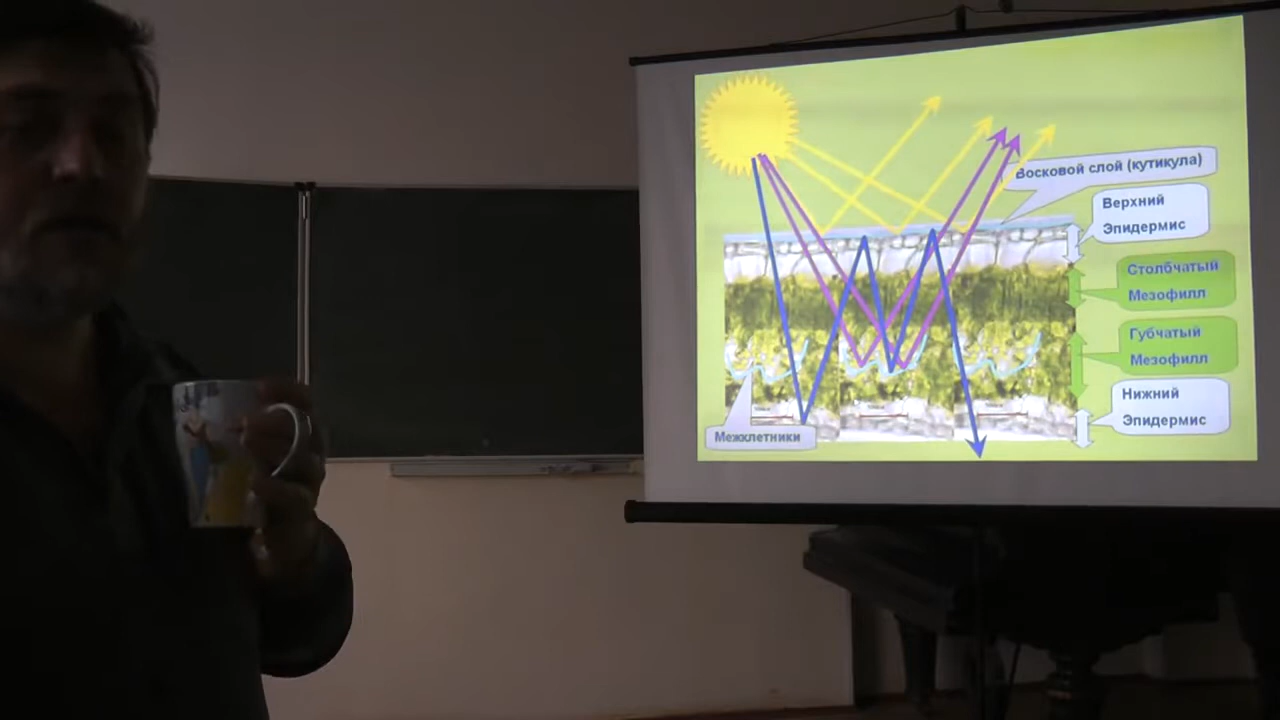 Восковой слой (кутикула)
Верхний
Эпидермис
Столбчатый
Мезофилл
Губчатый
Мезофилл
Нижний
Эпидермис
Межклетники